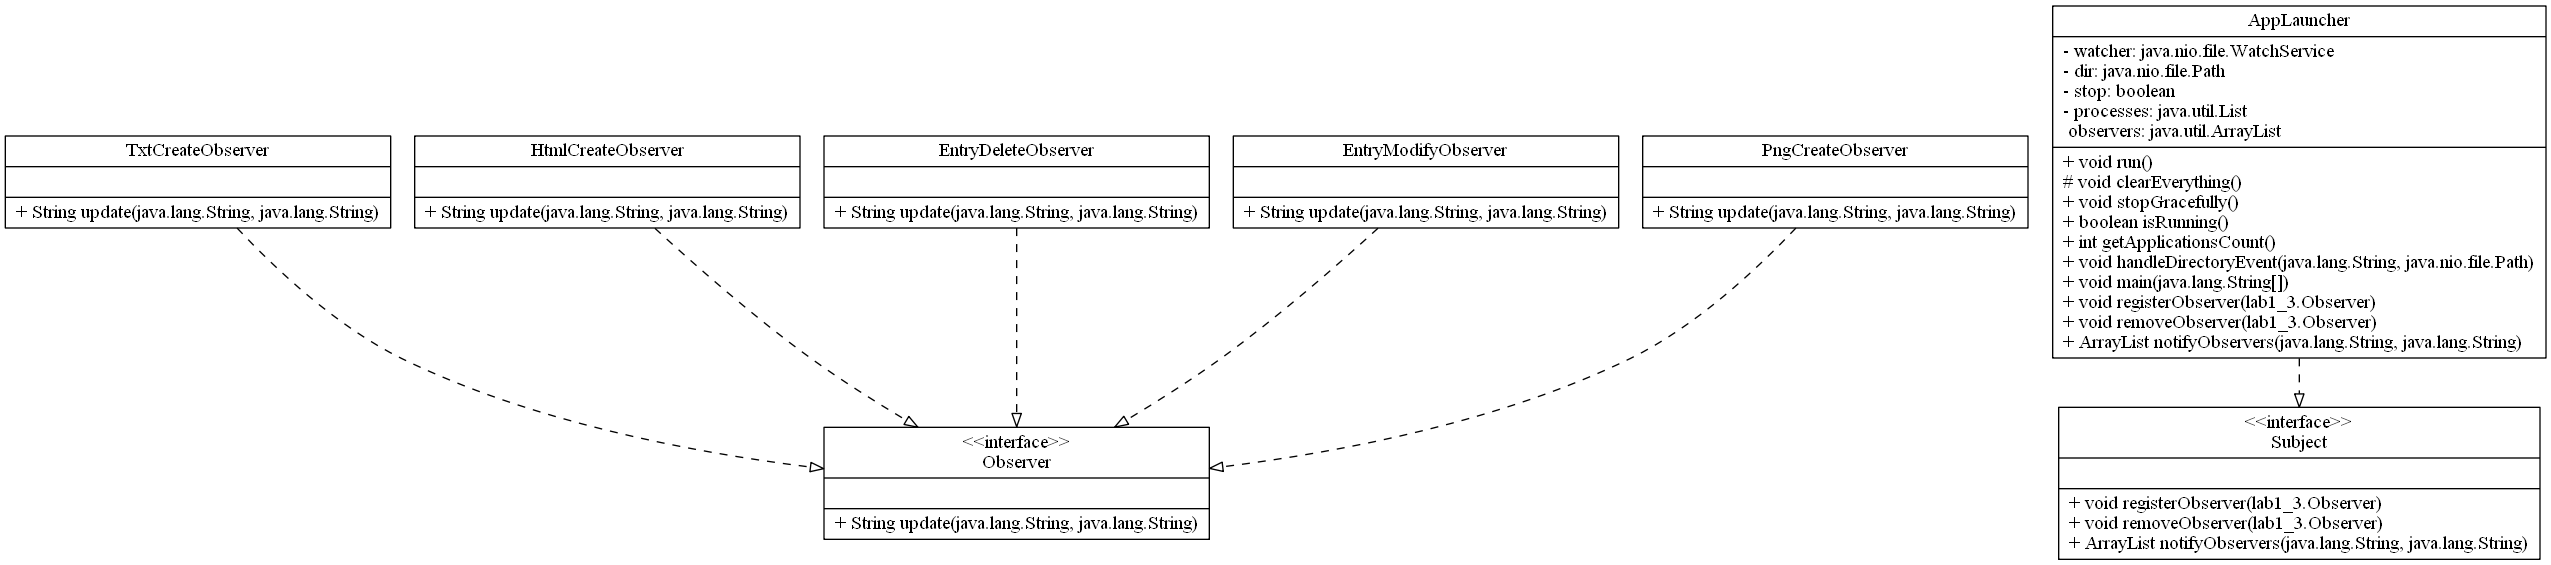 TxtCreateObserver
+ String update(java.lang.String, java.lang.String)
HtmlCreateObserver
+ String update(java.lang.String, java.lang.String)
EntryDeleteObserver
+ String update(java.lang.String, java.lang.String)
EntryModifyObserver
+ String update(java.lang.String, java.lang.String)
PngCreateObserver
+ String update(java.lang.String, java.lang.String)
AppLauncher
- watcher: java.nio.file.WatchService
- dir: java.nio.file.Path
- stop: boolean
- processes: java.util.List
observers: java.util.ArrayList
+ void run()
# void clearEverything()
+ void stopGracefully()
+ boolean isRunning()
+ int getApplicationsCount()
+ void handleDirectoryEvent(java.lang.String, java.nio.file.Path)
+ void main(java.lang.String[])
+ void registerObserver(lab1_3.Observer)
+ void removeObserver(lab1_3.Observer)
+ ArrayList notifyObservers(java.lang.String, java.lang.String)
<<interface>>
Observer
+ String update(java.lang.String, java.lang.String)
<<interface>>
Subject
+ void registerObserver(lab1_3.Observer)
+ void removeObserver(lab1_3.Observer)
+ ArrayList notifyObservers(java.lang.String, java.lang.String)